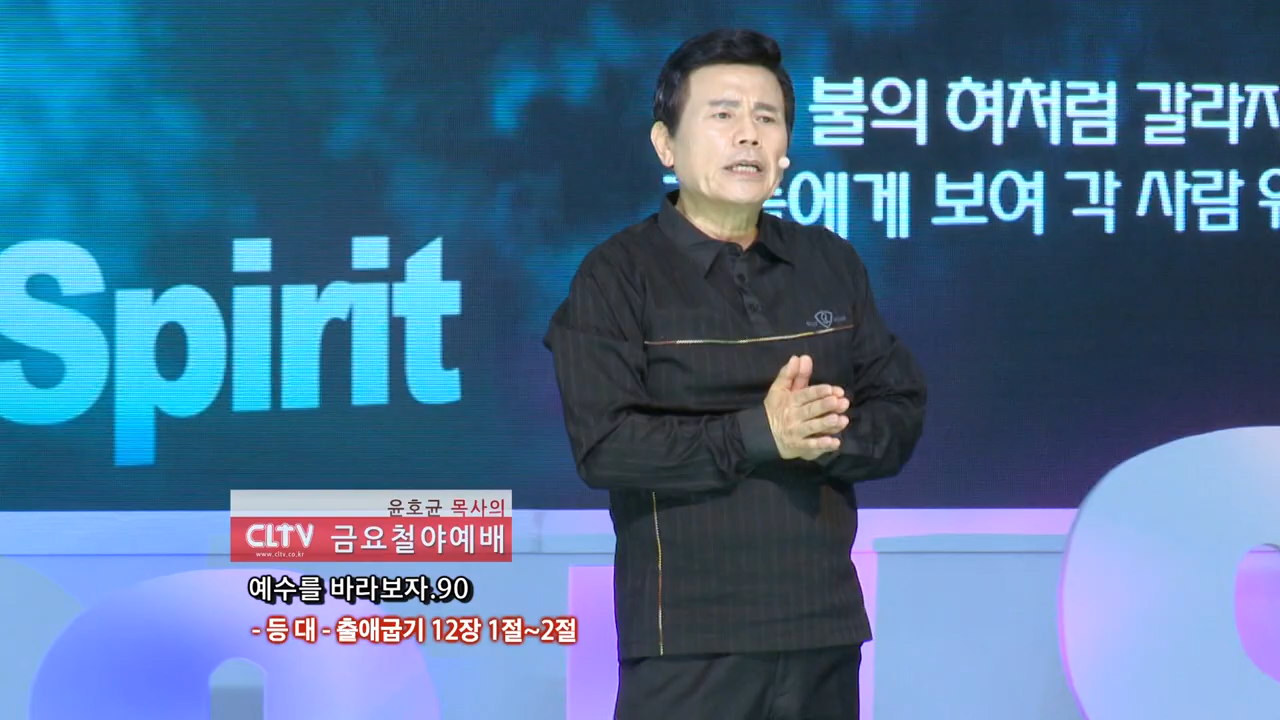 불의 혀처럼 갈라지
에게 보여 각 사람
Spirit
윤호균 목사의
CLTV 금요철야예배
www.cltv.co.kr
예수를 바라보자.90
- 등 대 - 출애굽기 12장 1절~2절